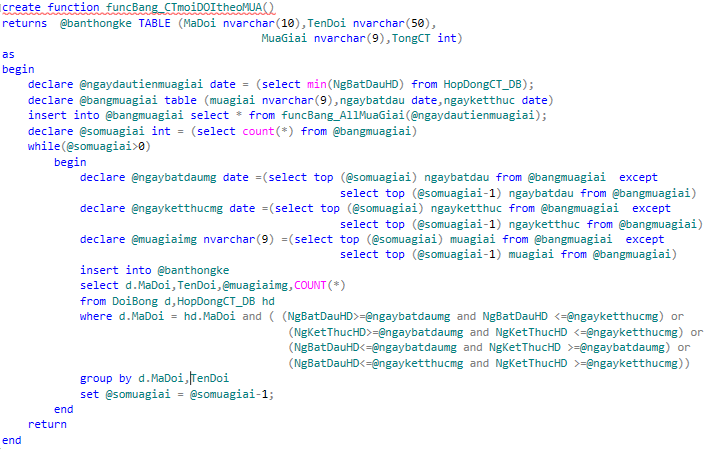 create function funcBang_CTmoiDOItheoMUA()
returns  @banthongke TABLE (MaDoi nvarchar(10),TenDoi nvarchar(50),
MuaGiai nvarchar(9),TongCT int)
as
begin
declare @ngaydautienmuagiai date = (select min(NgBatDauHD) from HopDongCT_DB);
declare @bangmuagiai table (muagiai nvarchar(9),ngaybatdau date,ngayketthuc date)
insert into @bangmuagiai select * from funcBang_AllMuaGiai(@ngaydautienmuagiai);
declare @somuagiai int = (select count(*) from @bangmuagiai)
while(@somuagiai>0)
begin
declare @ngaybatdaumg date =(select top (@somuagiai) ngaybatdau from @bangmuagiai  except
select top (@somuagiai-1) ngaybatdau from @bangmuagiai)
declare @ngayketthucmg date =(select top (@somuagiai) ngayketthuc from @bangmuagiai  except
select top (@somuagiai-1) ngayketthuc from @bangmuagiai)
declare @muagiaimg nvarchar(9) =(select top (@somuagiai) muagiai from @bangmuagiai  except
select top (@somuagiai-1) muagiai from @bangmuagiai)
insert into @banthongke
select d.MaDoi,TenDoi,@muagiaimg,COUNT(*)
from DoiBong d,HopDongCT_DB hd
where d.MaDoi = hd.MaDoi and ( (NgBatDauHD>=@ngaybatdaumg and NgBatDauHD <=@ngayketthucmg) or
(NgKetThucHD>=@ngaybatdaumg and NgKetThucHD <=@ngayketthucmg) or
(NgBatDauHD<=@ngaybatdaumg and NgKetThucHD >=@ngaybatdaumg) or
(NgBatDauHD<=@ngayketthucmg and NgKetThucHD >=@ngayketthucmg))
group by d.MaDoi,TenDoi
set @somuagiai = @somuagiai-1;
end
return
end